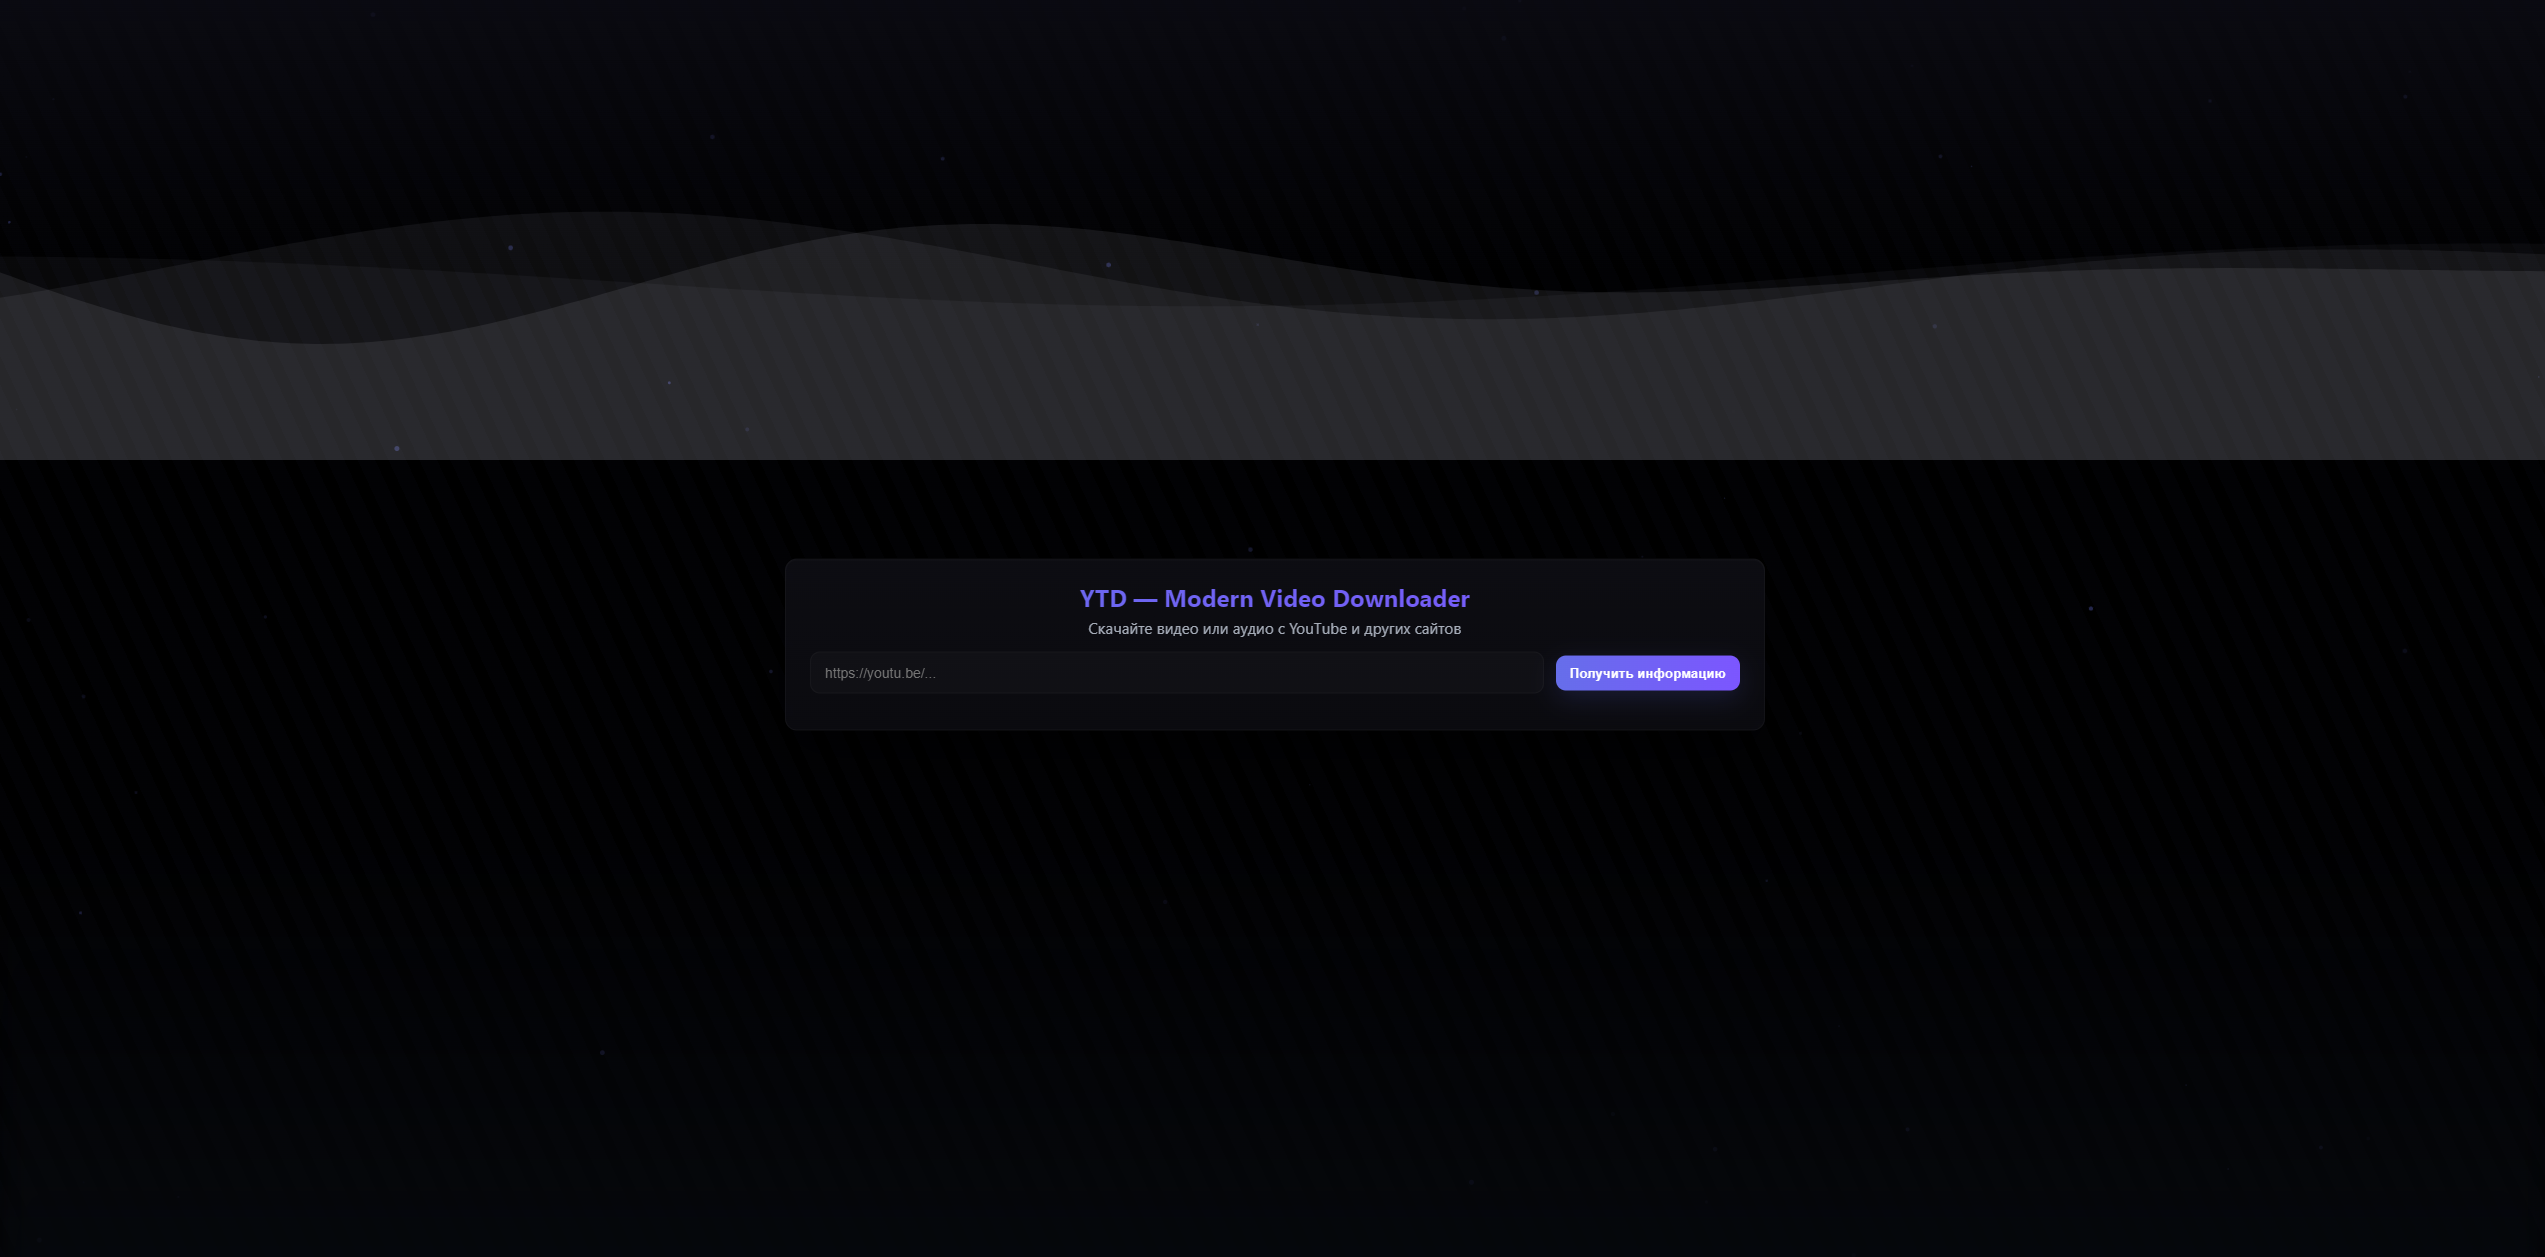 YTD — Modern Video Downloader
Скачайте видео или аудио с YouTube и других сайтов
https://youtu.be/...
Получить информацию